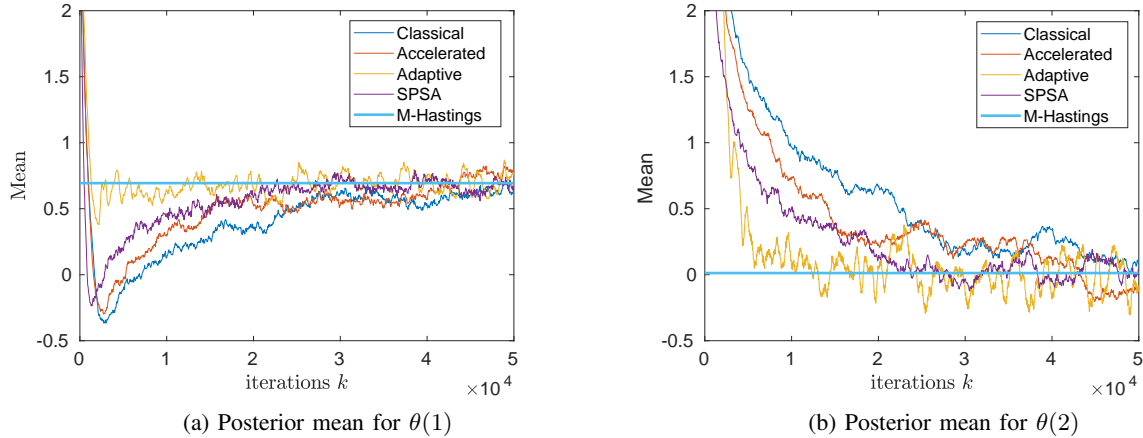 2
1.5
1
0.5
0
-0.5
Mean
Classical
Accelerated
Adaptive
SPSA
M-Hastings
0 1 2 3 4 5
iterations k
×10^4
(a) Posterior mean for θ(1)
2
1.5
1
0.5
0
-0.5
Mean
Classical
Accelerated
Adaptive
SPSA
M-Hastings
0 1 2 3 4 5
iterations k
×10^4
(b) Posterior mean for θ(2)